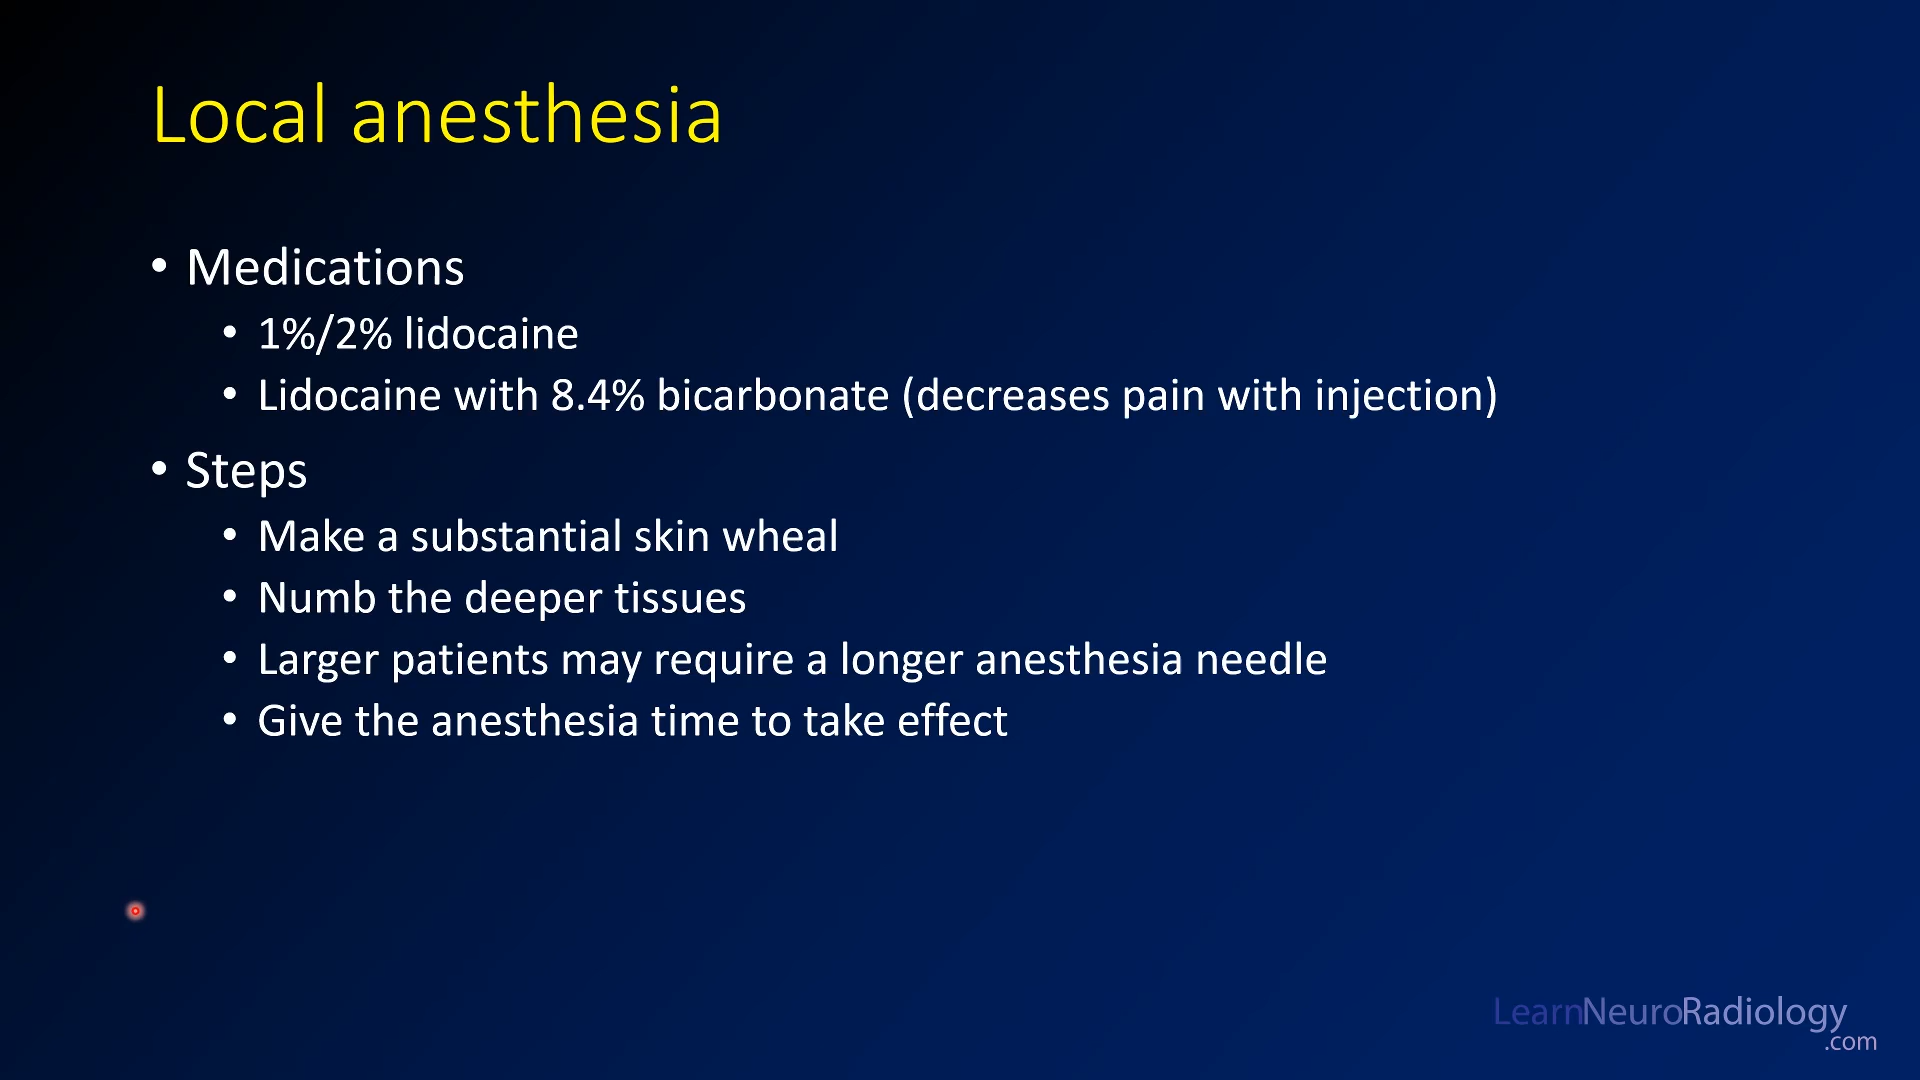 Local anesthesia
• Medications
• 1%/2% lidocaine
• Lidocaine with 8.4% bicarbonate (decreases pain with injection)
• Steps
• Make a substantial skin wheal
• Numb the deeper tissues
• Larger patients may require a longer anesthesia needle
• Give the anesthesia time to take effect
LearnNeuroRadiology
.com